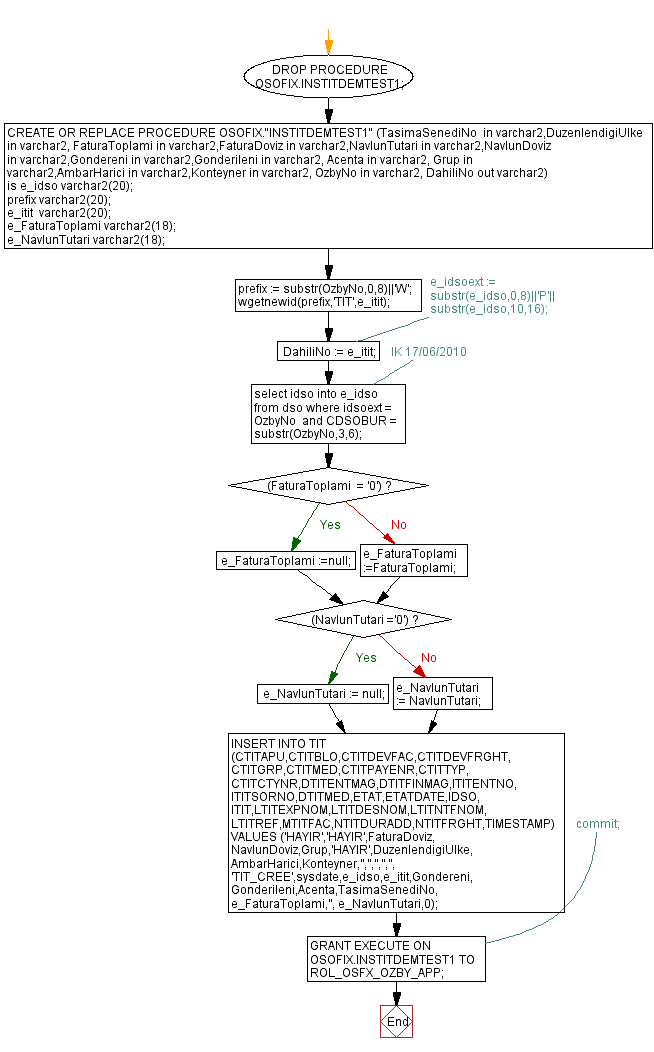 DROP PROCEDURE
OSOFIX.INSTITDEMTEST1;
CREATE OR REPLACE PROCEDURE OSOFIX."INSTITDEMTEST1" (TasimaSenediNo in varchar2,DuzenlendigiUlke
in varchar2, FaturaToplami in varchar2,FaturaDoviz in varchar2,NavlunTutari in varchar2,NavlunDoviz
in varchar2,Gondereni in varchar2,Gonderileni in varchar2, Acenta in varchar2, Grup in
varchar2,AmbarHarici in varchar2,Konteyner in varchar2, OzbyNo in varchar2, DahiliNo out varchar2)
is e_idso varchar2(20);
prefix varchar2(20);
e_itit varchar2(20);
e_FaturaToplami varchar2(18);
e_NavlunTutari varchar2(18);
prefix := substr(OzbyNo,0,8)||'W';
wgetnewid(prefix,'TIT',e_itit);
e_idsoext :=
substr(e_idso,0,8)||'P'||
substr(e_idso,10,16);
DahiliNo := e_itit;
IK 17/06/2010
select idso into e_idso
from dso where idsoext =
OzbyNo and CDSOBUR =
substr(OzbyNo,3,6);
(FaturaToplami = '0') ?
Yes
No
e_FaturaToplami :=null;
e_FaturaToplami
:=FaturaToplami;
(NavlunTutari ='0') ?
Yes
No
e_NavlunTutari := null;
e_NavlunTutari
:= NavlunTutari;
INSERT INTO TIT
(CTITAPU,CTITBLO,CTITDEVFAC,CTITDEVFRGHT,
CTITGRP,CTITMED,CTITPAYENR,CTITTYP,
CTITCTYNR,DTITENTMAG,DTITFINMAG,ITITENTNO,
ITITSORNO,DTITMED,ETAT,ETATDATE,IDSO,
ITIT,LTITEXPNOM,LTITDESNOM,LTITNTFNOM,
LTITREF,MTITFAC,NTITDURADD,NTITFRGHT,TIMESTAMP)
VALUES ('HAYIR','HAYIR',FaturaDoviz,
NavlunDoviz,Grup,'HAYIR',DuzenlendigiUlke,
AmbarHarici,Konteyner,'','','','','',
'TIT_CREE',sysdate,e_idso,e_itit,Gondereni,
Gonderileni,Acenta,TasimaSenediNo,
e_FaturaToplami,'', e_NavlunTutari,0);
commit;
GRANT EXECUTE ON
OSOFIX.INSTITDEMTEST1 TO
ROL_OSFX_OZBY_APP;
End